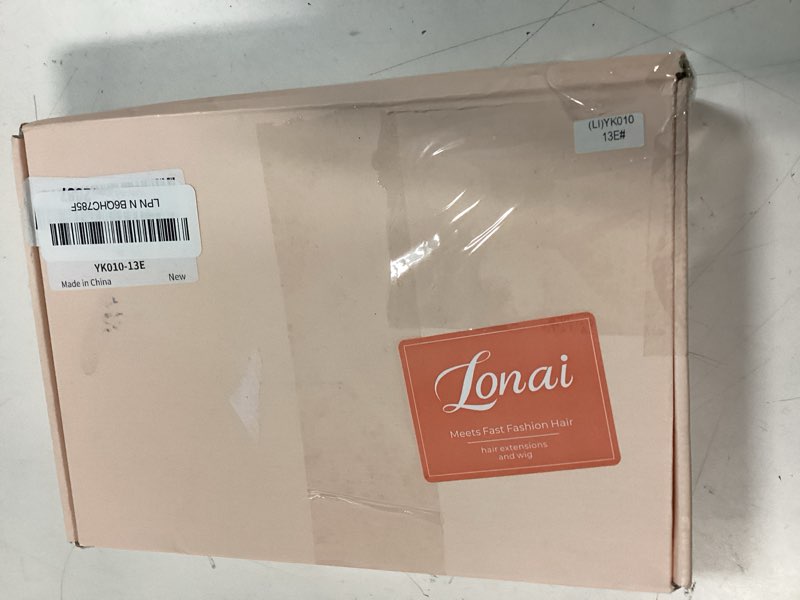 (LI)YK010
13E#
LPN N B6QHC785F
YK010-13E
Made in China
New
Lonai
Meets Fast Fashion Hair
hair extensions
and wig